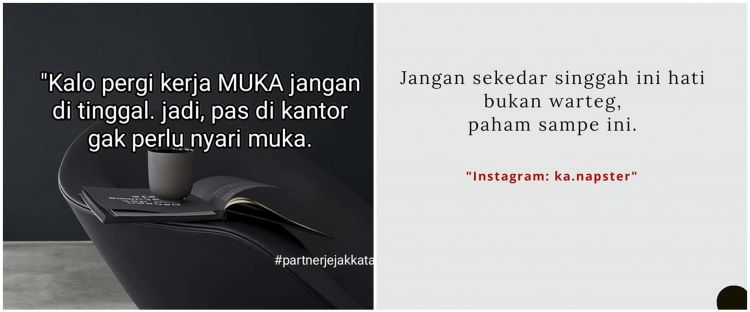 "Kalo pergi kerja MUKA jangan
di tinggal. jadi, pas di kantor
gak perlu nyari muka.
#partnerjejakkata
Jangan sekedar singgah ini hati
bukan warteg,
paham sampe ini.
"Instagram: ka.napster"